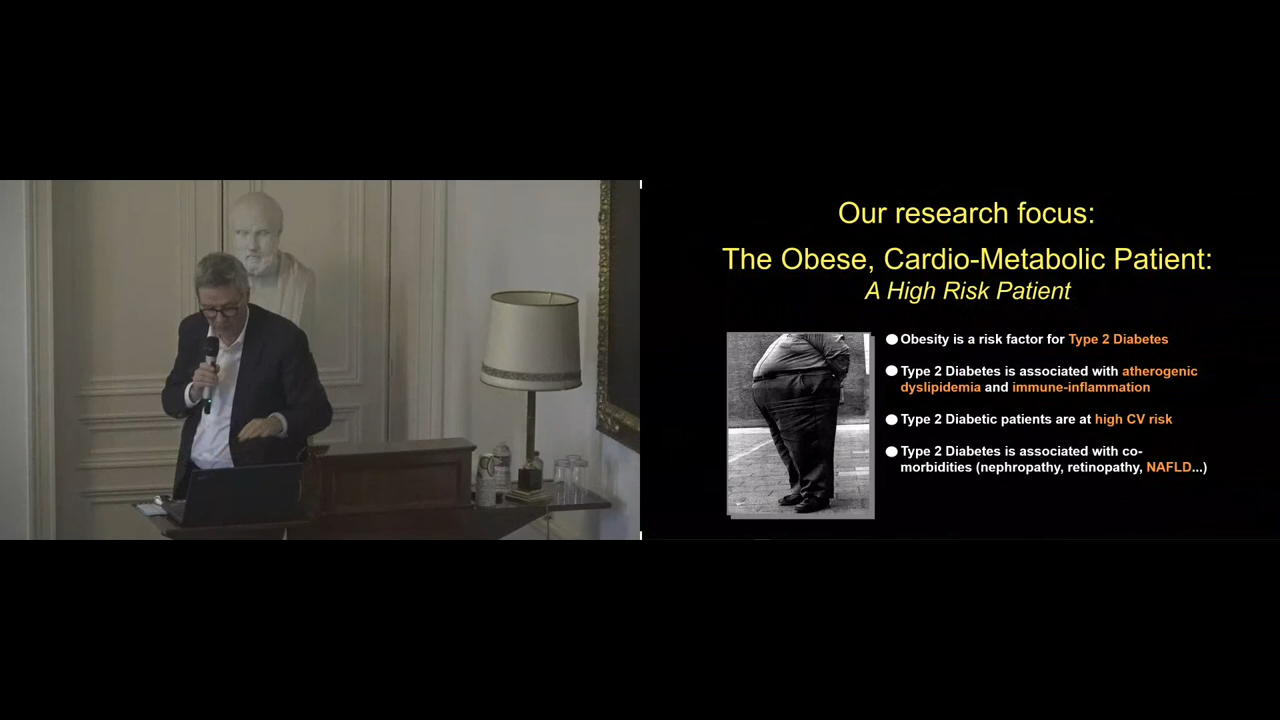 Our research focus:
The Obese, Cardio-Metabolic Patient:
A High Risk Patient
Obesity is a risk factor for Type 2 Diabetes
Type 2 Diabetes is associated with atherogenic
dyslipidemia and immune-inflammation
Type 2 Diabetic patients are at high CV risk
Type 2 Diabetes is associated with co-
morbidities (nephropathy, retinopathy, NAFLD...)